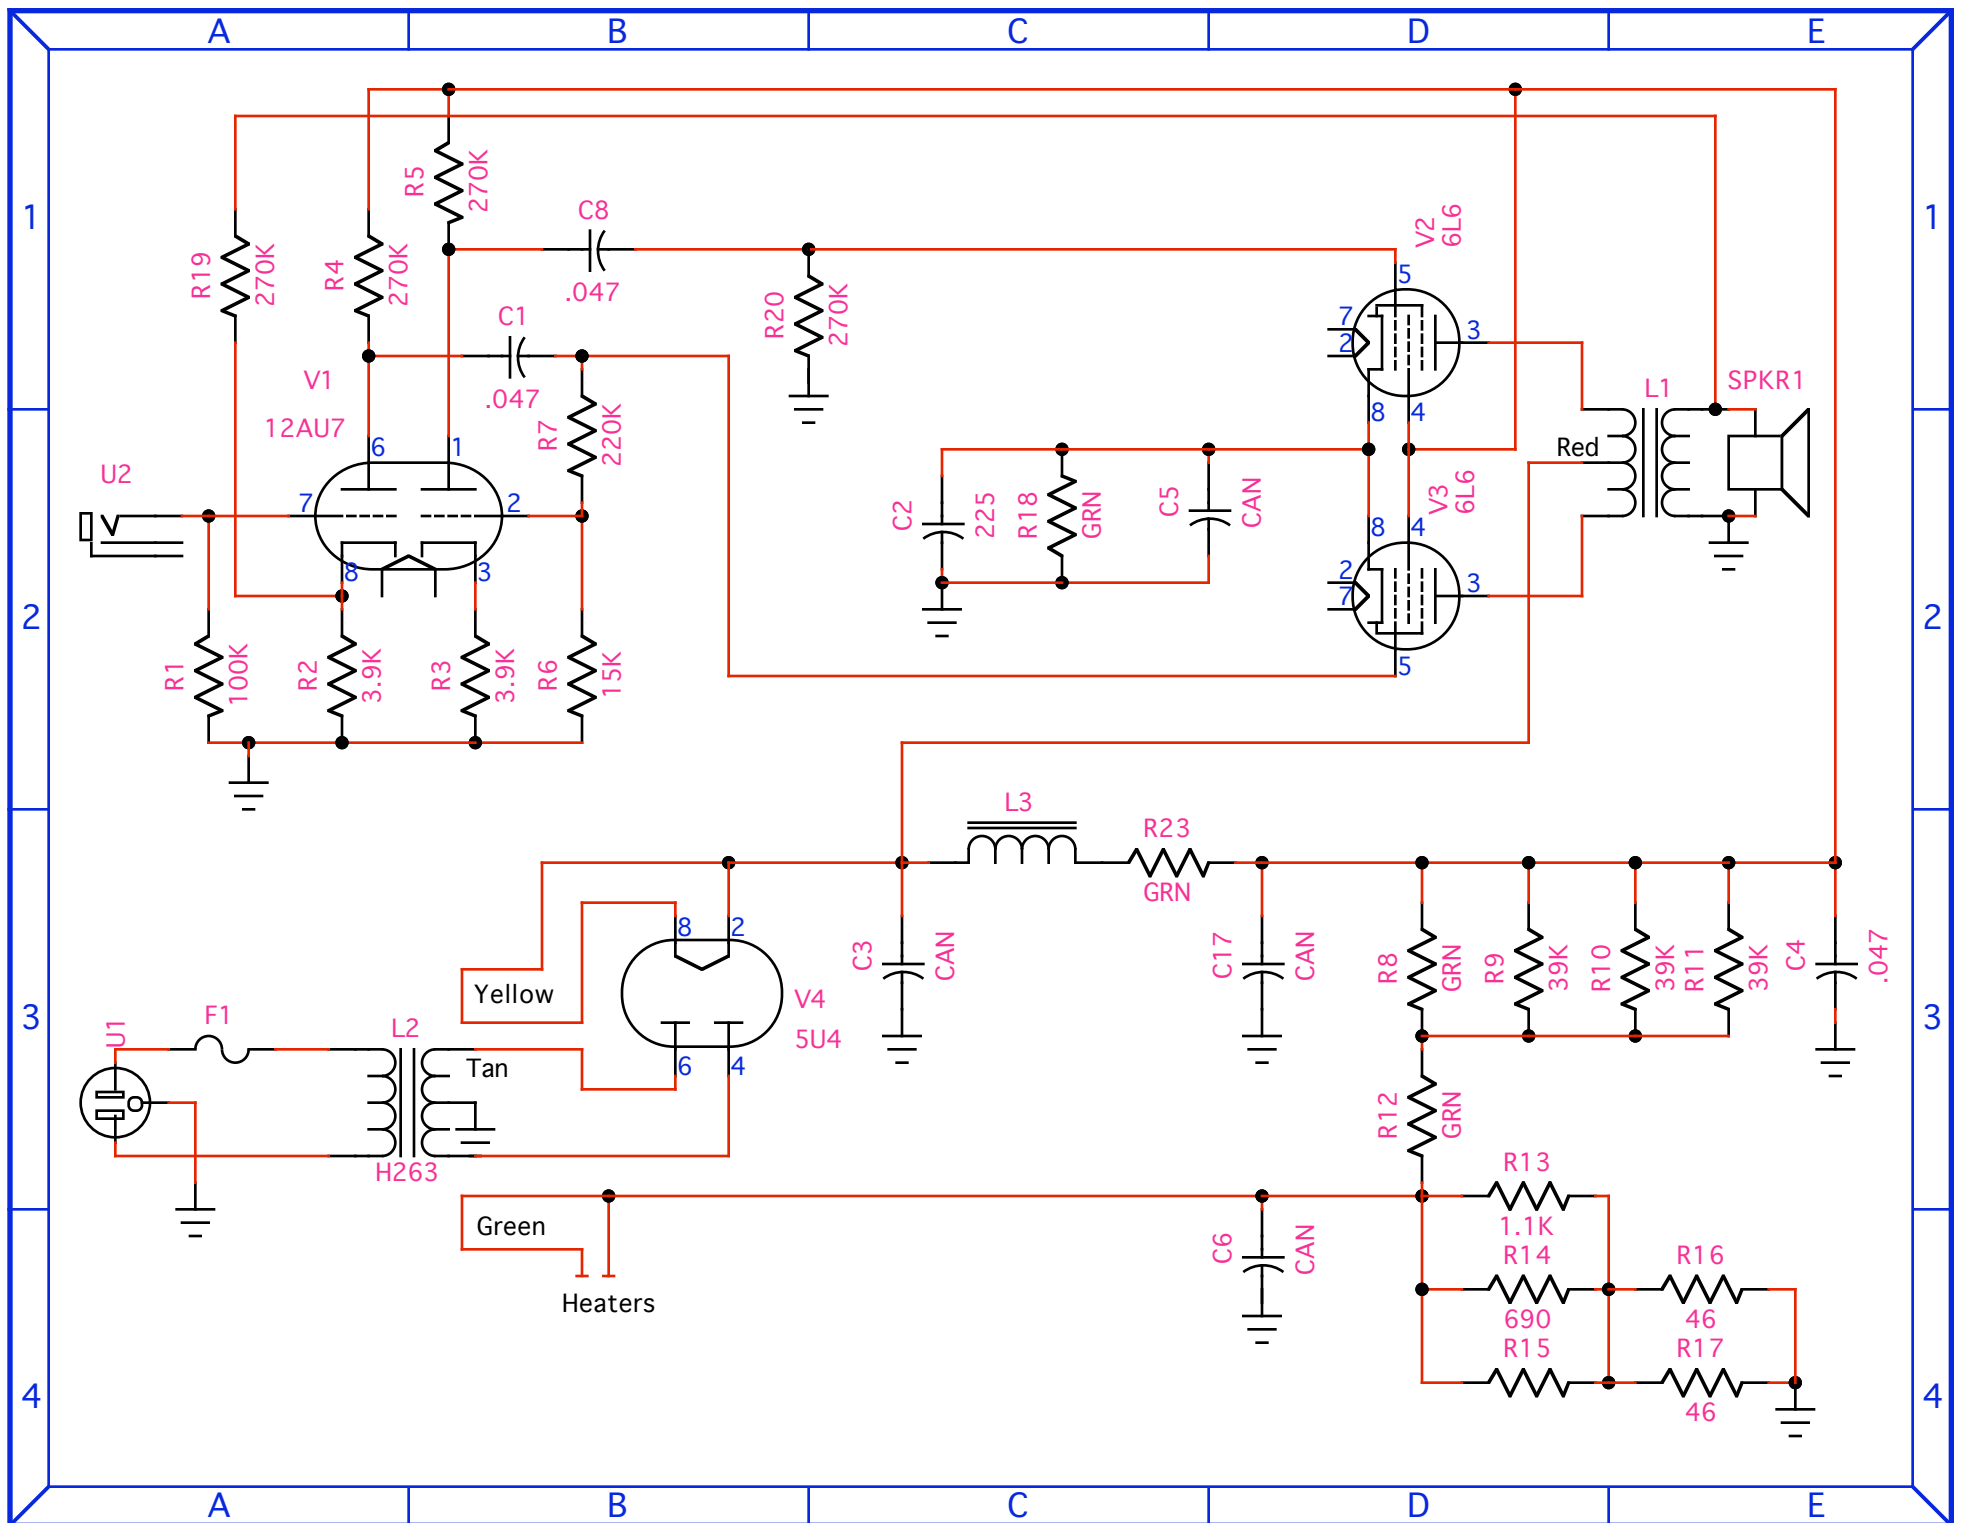 A B C D E
1 1
R5 270K
C8
.047
V2 6L6
R19 270K
R4 270K
R20 270K
5
7
2
3
C1
.047
V1
12AU7
R7 220K
8 4
L1
SPKR1
Red
6 1
U2
7 2
C2 225
R18 GRN
C5 CAN
V3 6L6
8 4
2
7
3
5
8 3
2 2
R1 100K
R2 3.9K
R3 3.9K
R6 15K
L3
R23
GRN
8 2
Yellow
V4
5U4
C3 CAN
C17 CAN
R8 GRN
R9 39K
R10 39K
R11 39K
C4 .047
3 3
U1
F1
L2
Tan
6 4
H263
R12 GRN
R13
1.1K
Green
C6 CAN
R14
690
R16
46
Heaters
R15
R17
46
4 4
A B C D E